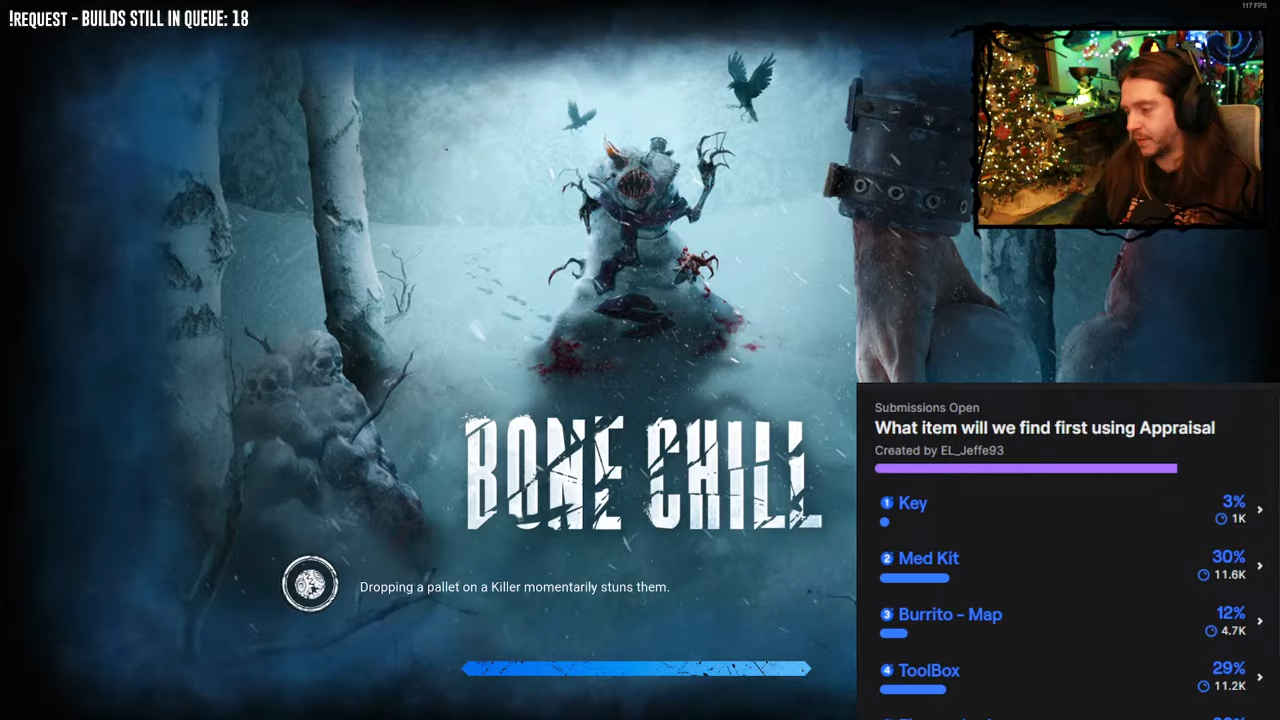 !REQUEST - BUILDS STILL IN QUEUE: 18
117 FPS
BONE CHILL
Dropping a pallet on a Killer momentarily stuns them.
Submissions Open
What item will we find first using Appraisal
Created by EL_Jeffe93
1 Key 3%
1K
2 Med Kit 30%
11.6K
3 Burrito - Map 12%
4.7K
4 ToolBox 29%
11.2K